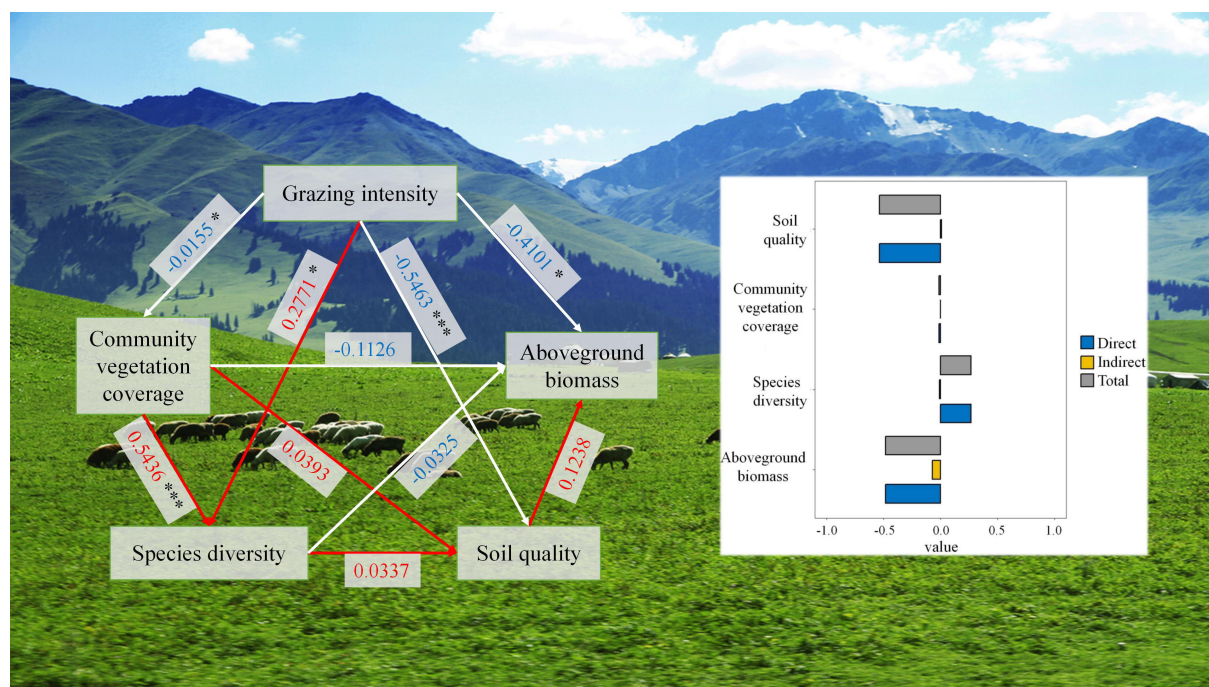 Grazing intensity
-0.0155 *
0.2771 *
-0.5463 ***
-0.4101 *
Community
vegetation
coverage
-0.1126
Aboveground
biomass
0.5436 ***
0.0393
-0.0325
0.1238
Species diversity
0.0337
Soil quality
Soil
quality
Community
vegetation
coverage
Species
diversity
Aboveground
biomass
-1.0 -0.5 0.0 0.5 1.0
value
Direct
Indirect
Total